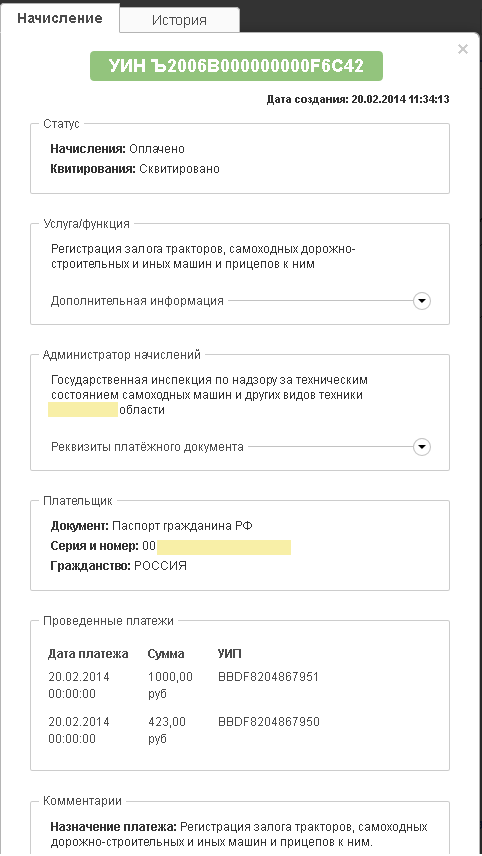 Начисление
История
×
УИН Ъ2006B000000000F6C42
Дата создания: 20.02.2014 11:34:13
Статус
Начисления: Оплачено
Квитирования: Сквитировано
Услуга/функция
Регистрация залога тракторов, самоходных дорожно-
строительных и иных машин и прицепов к ним
Дополнительная информация
Администратор начислений
Государственная инспекция по надзору за техническим
состоянием самоходных машин и других видов техники
области
Реквизиты платёжного документа
Плательщик
Документ: Паспорт гражданина РФ
Серия и номер: 00
Гражданство: РОССИЯ
Проведенные платежи
Дата платежа Сумма УИП
20.02.2014 1000,00 BBDF8204867951
00:00:00 руб
20.02.2014 423,00 BBDF8204867950
00:00:00 руб
Комментарии
Назначение платежа: Регистрация залога тракторов, самоходных
дорожно-строительных и иных машин и прицепов к ним.